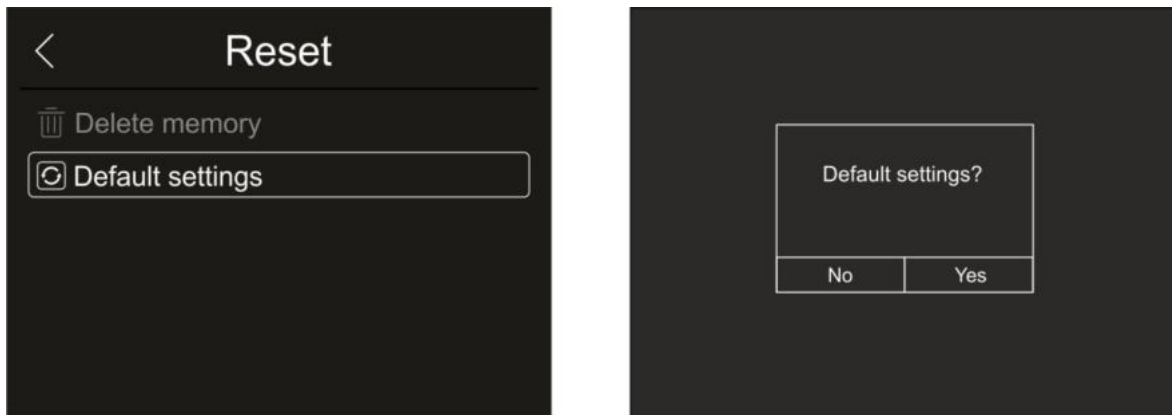 Reset
Delete memory
Default settings
Default settings?
No
Yes